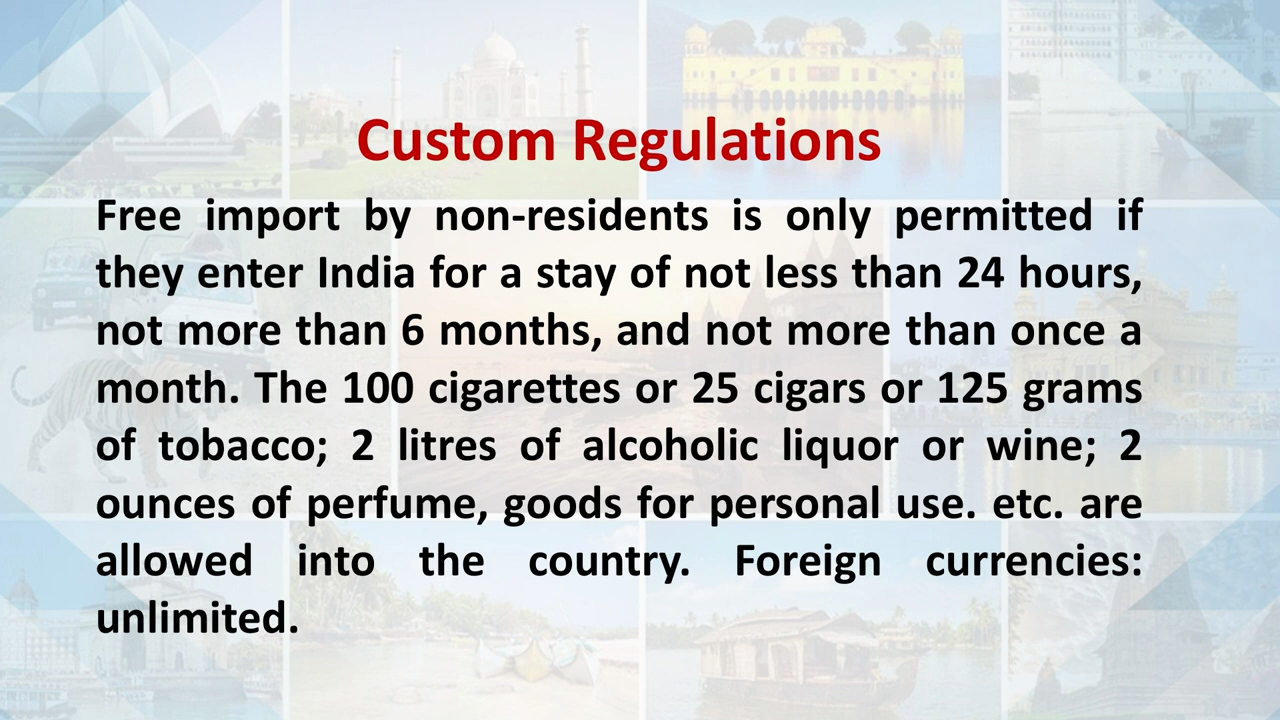 Custom Regulations
Free import by non-residents is only permitted if
they enter India for a stay of not less than 24 hours,
not more than 6 months, and not more than once a
month. The 100 cigarettes or 25 cigars or 125 grams
of tobacco; 2 litres of alcoholic liquor or wine; 2
ounces of perfume, goods for personal use. etc. are
allowed into the country. Foreign currencies:
unlimited.